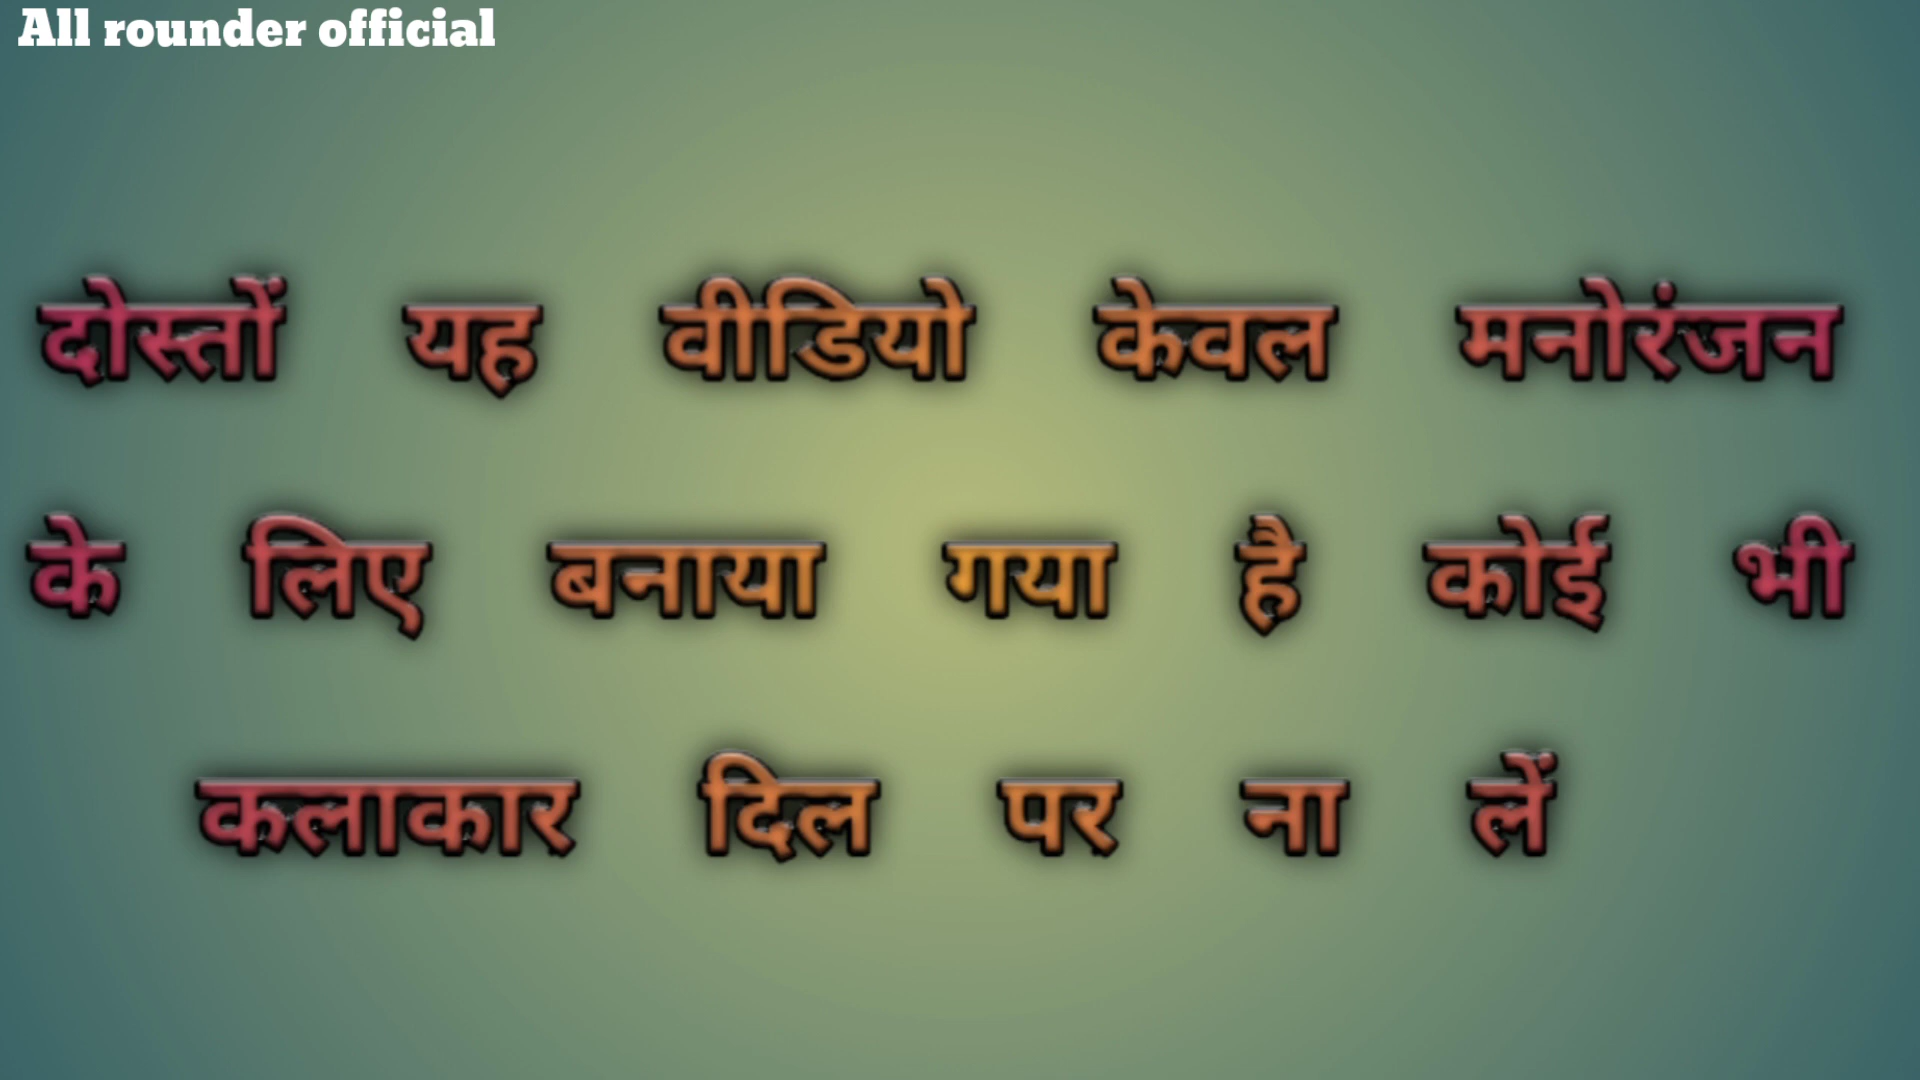 All rounder official
दोस्तों यह वीडियो केवल मनोरंजन
के लिए बनाया गया है कोई भी
कलाकार दिल पर ना लें